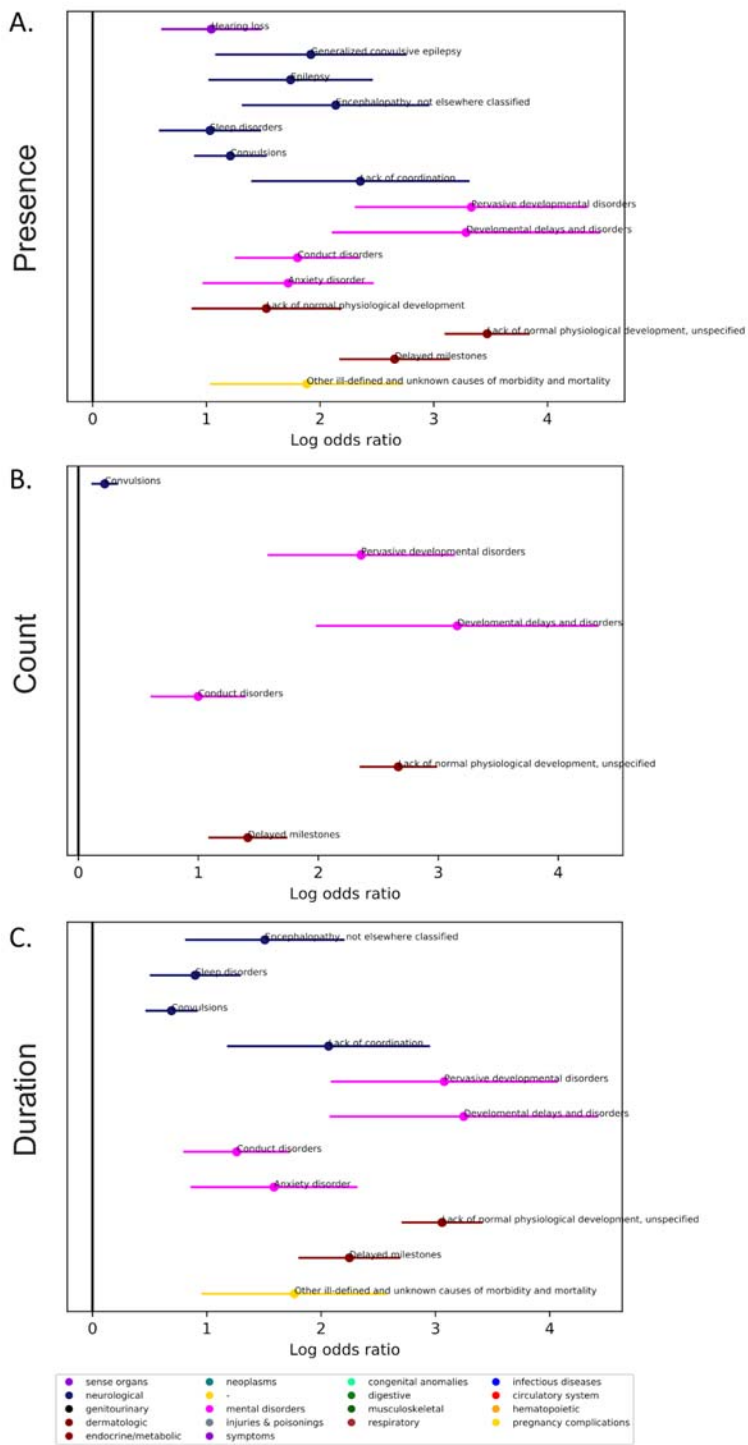 A.
Presence
Hearing loss
Generalized convulsive epilepsy
Epilepsy
Encephalopathy, not elsewhere classified
Sleep disorders
Convulsions
Lack of coordination
Pervasive developmental disorders
Develomental delays and disorders
Conduct disorders
Anxiety disorder
Lack of normal physiological development
Lack of normal physiological development, unspecified
Delayed milestones
Other ill-defined and unknown causes of morbidity and mortality
0 1 2 3 4
Log odds ratio
B.
Count
Convulsions
Pervasive developmental disorders
Develomental delays and disorders
Conduct disorders
Lack of normal physiological development, unspecified
Delayed milestones
0 1 2 3 4
Log odds ratio
C.
Duration
Encephalopathy, not elsewhere classified
Sleep disorders
Convulsions
Lack of coordination
Pervasive developmental disorders
Develomental delays and disorders
Conduct disorders
Anxiety disorder
Lack of normal physiological development, unspecified
Delayed milestones
Other ill-defined and unknown causes of morbidity and mortality
0 1 2 3 4
Log odds ratio
sense organs neoplasms congenital anomalies infectious diseases
neurological - digestive circulatory system
genitourinary mental disorders musculoskeletal hematopoietic
dermatologic injuries & poisonings respiratory pregnancy complications
endocrine/metabolic symptoms